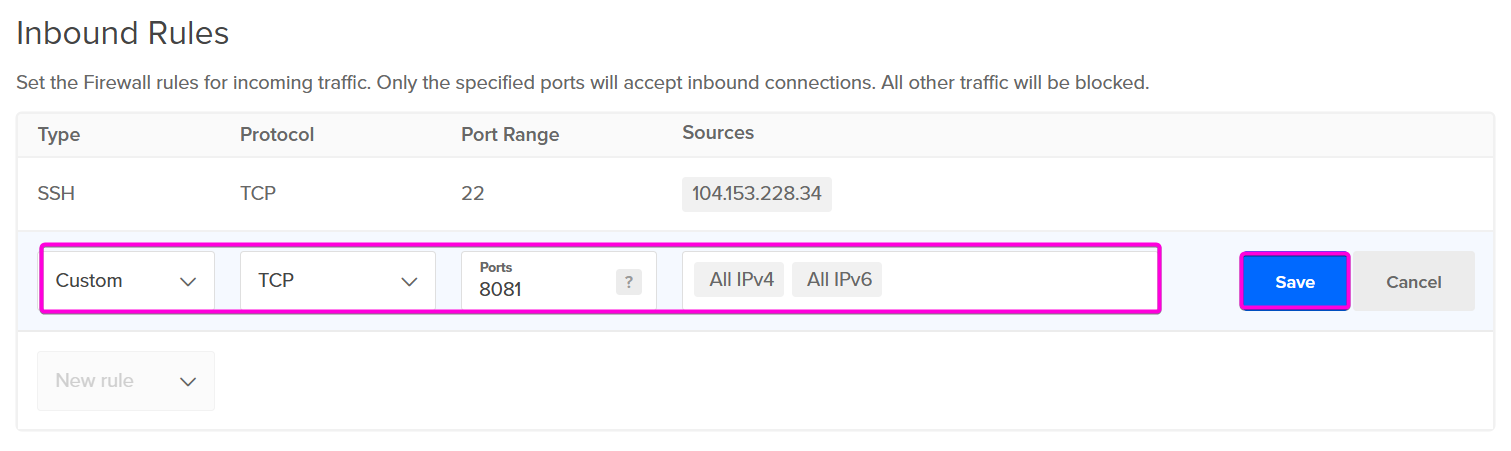 Inbound Rules
Set the Firewall rules for incoming traffic. Only the specified ports will accept inbound connections. All other traffic will be blocked.
Type Protocol Port Range Sources
SSH TCP 22 104.153.228.34
Custom TCP Ports 8081 ? All IPv4 All IPv6 Save Cancel
New rule